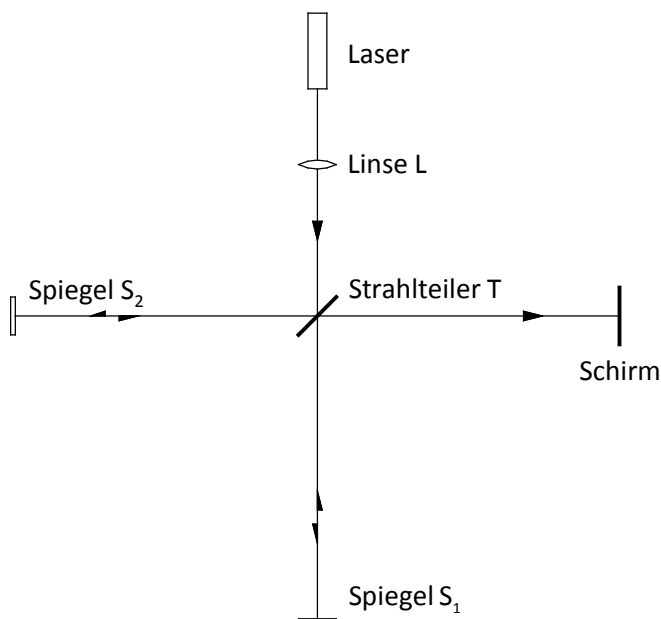 Laser
Linse L
Spiegel S₂
Strahlteiler T
Schirm
Spiegel S₁